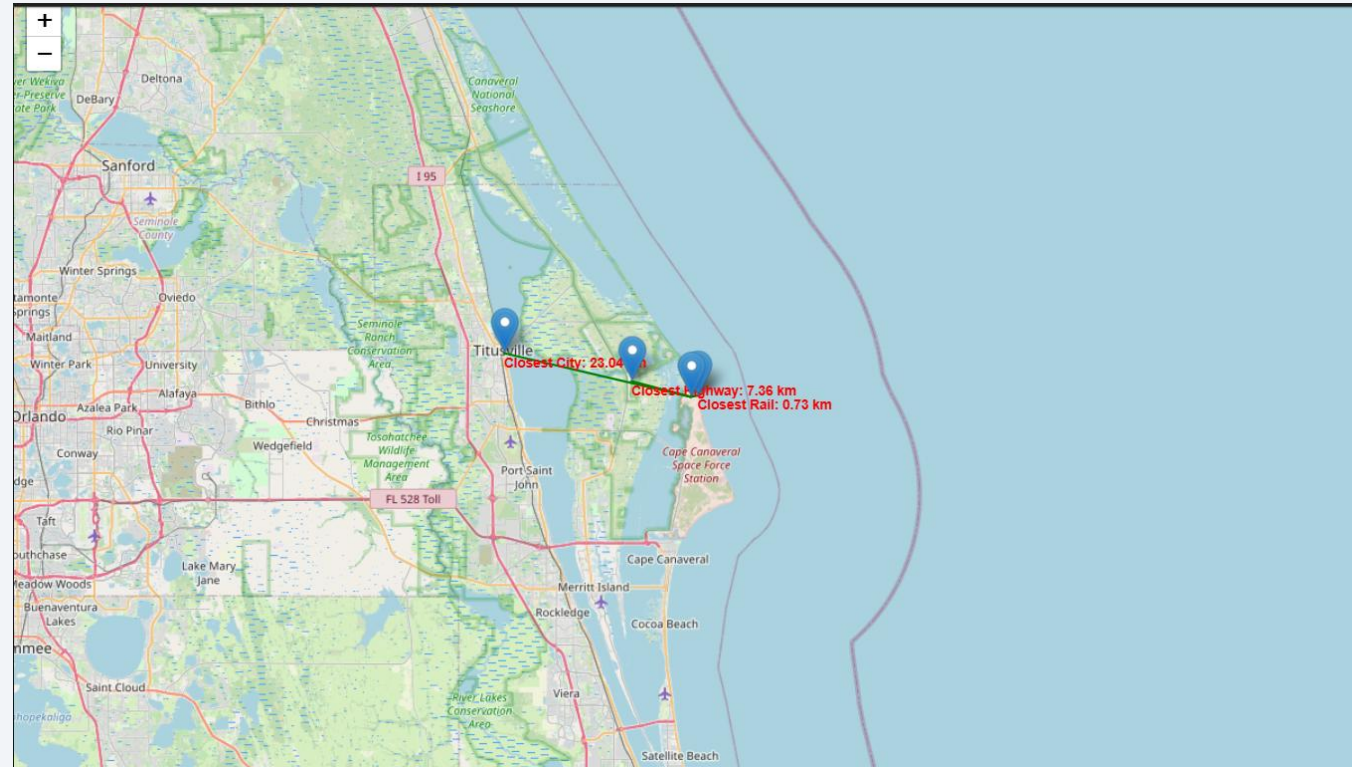 +
−
Deltona
DeBary
Canaveral
National
Seashore
Sanford
I 95
Seminole
County
Winter Springs
Oviedo
Maitland
Seminole
Ranch
Conservation
Area
Winter Park
University
Titusville
Closest City: 23.04
Closest Highway: 7.36 km
Closest Rail: 0.73 km
Alafaya
Bithlo
Azalea Park
Orlando
Christmas
Rio Pinar
Wedgefield
Tosohatchee
Wildlife
Management
Area
Conway
Cape Canaveral
Space Force
Station
Port Saint
John
FL 528 Toll
Taft
Cape Canaveral
Lake Mary
Jane
Meadow Woods
Merritt Island
Buenaventura
Lakes
Rockledge
Cocoa Beach
Saint Cloud
Viera
River Lakes
Conservation
Area
Satellite Beach